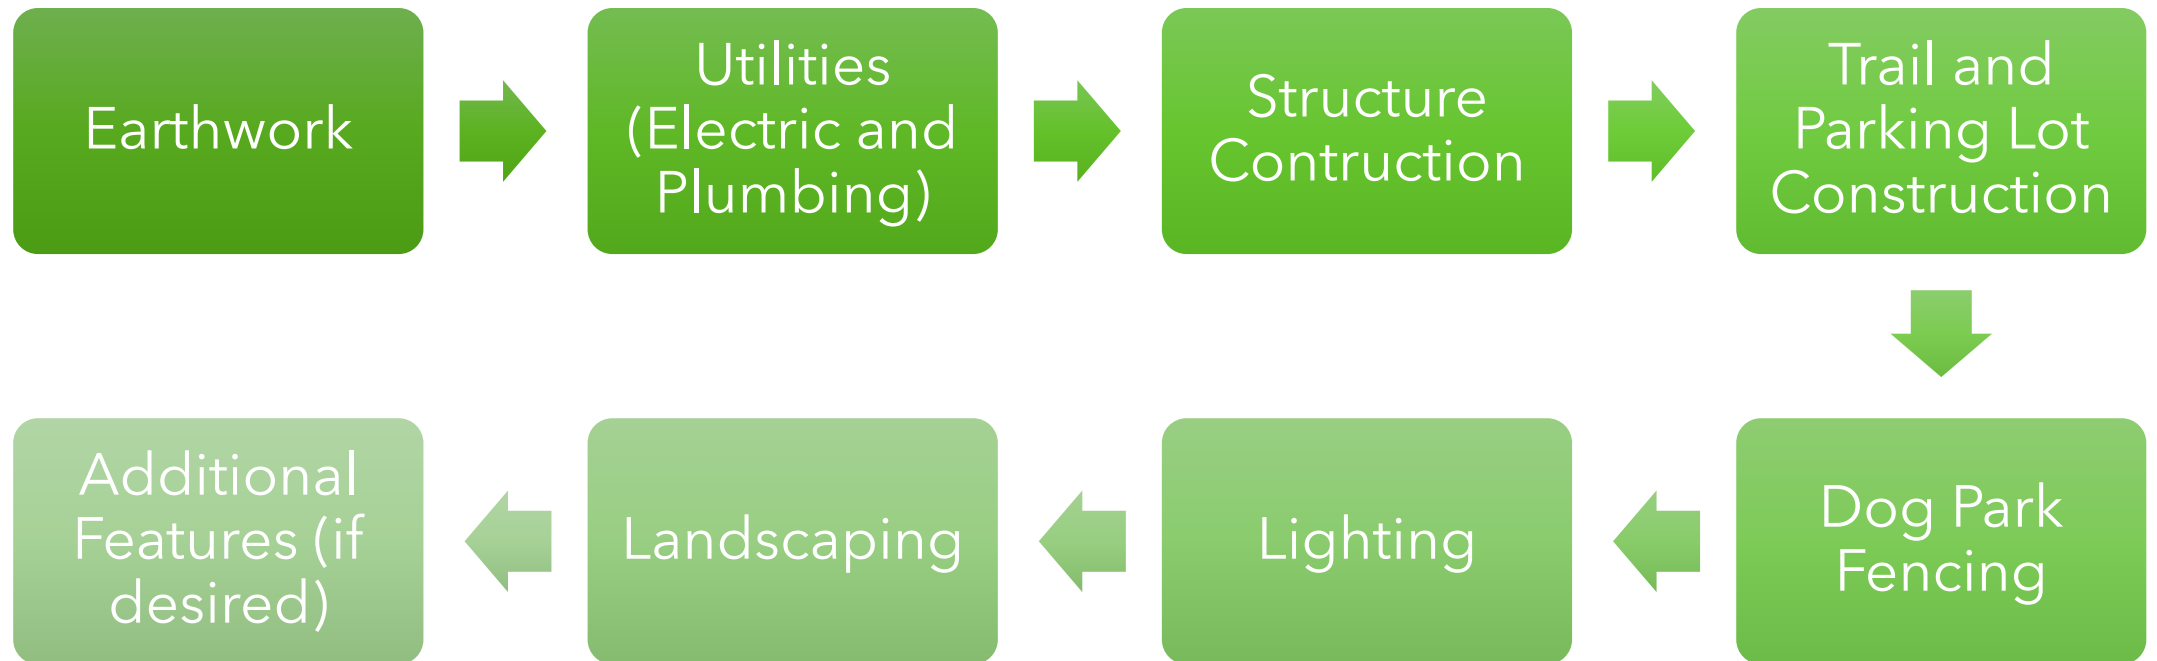 Earthwork
Utilities
(Electric and
Plumbing)
Structure
Contruction
Trail and
Parking Lot
Construction
Dog Park
Fencing
Lighting
Landscaping
Additional
Features (if
desired)